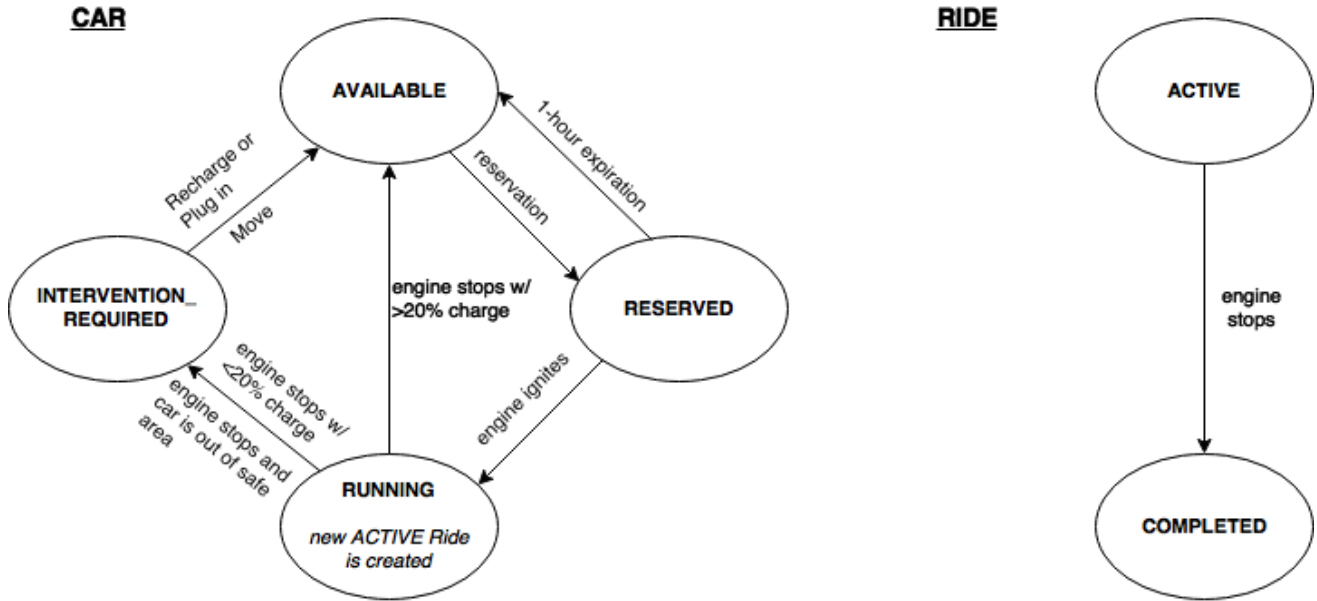 CAR
RIDE
AVAILABLE
ACTIVE
1-hour expiration
Recharge or
Plug in
Move
reservation
INTERVENTION_
REQUIRED
engine stops w/
>20% charge
RESERVED
engine
stops
engine stops w/
<20% charge
engine stops and
car is out of safe
area
engine ignites
RUNNING
new ACTIVE Ride
is created
COMPLETED